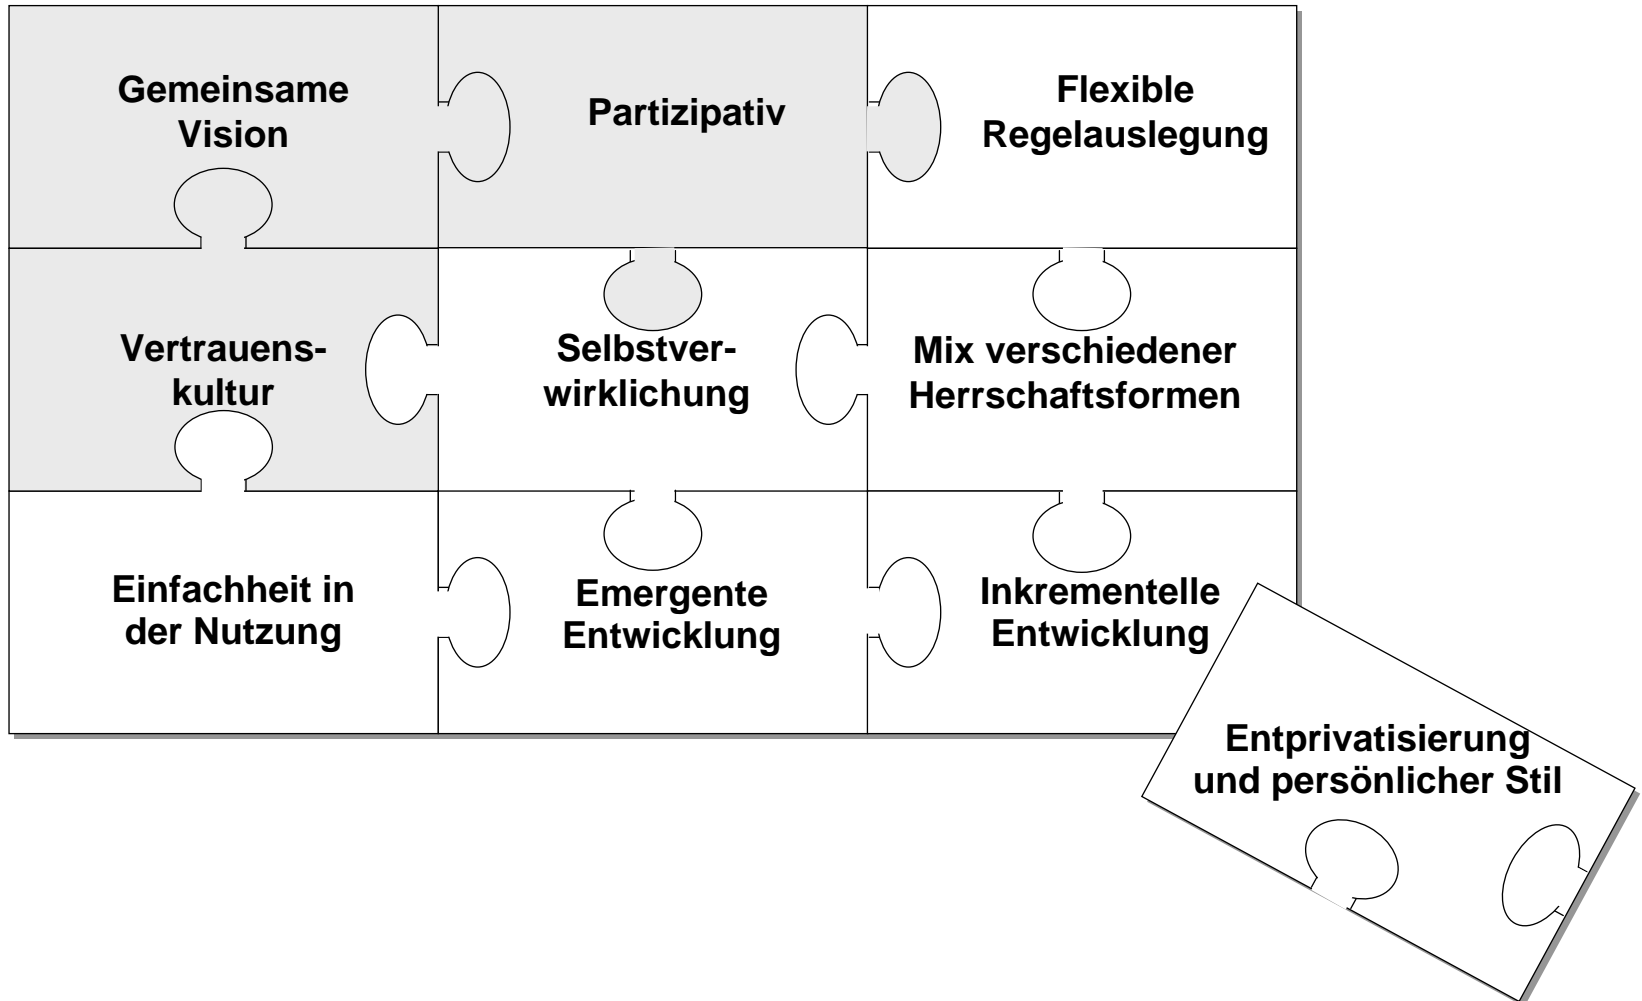 Gemeinsame
Vision
Partizipativ
Flexible
Regelauslegung
Vertrauens-
kultur
Selbstver-
wirklichung
Mix verschiedener
Herrschaftsformen
Einfachheit in
der Nutzung
Emergente
Entwicklung
Inkrementelle
Entwicklung
Entprivatisierung
und persönlicher Stil